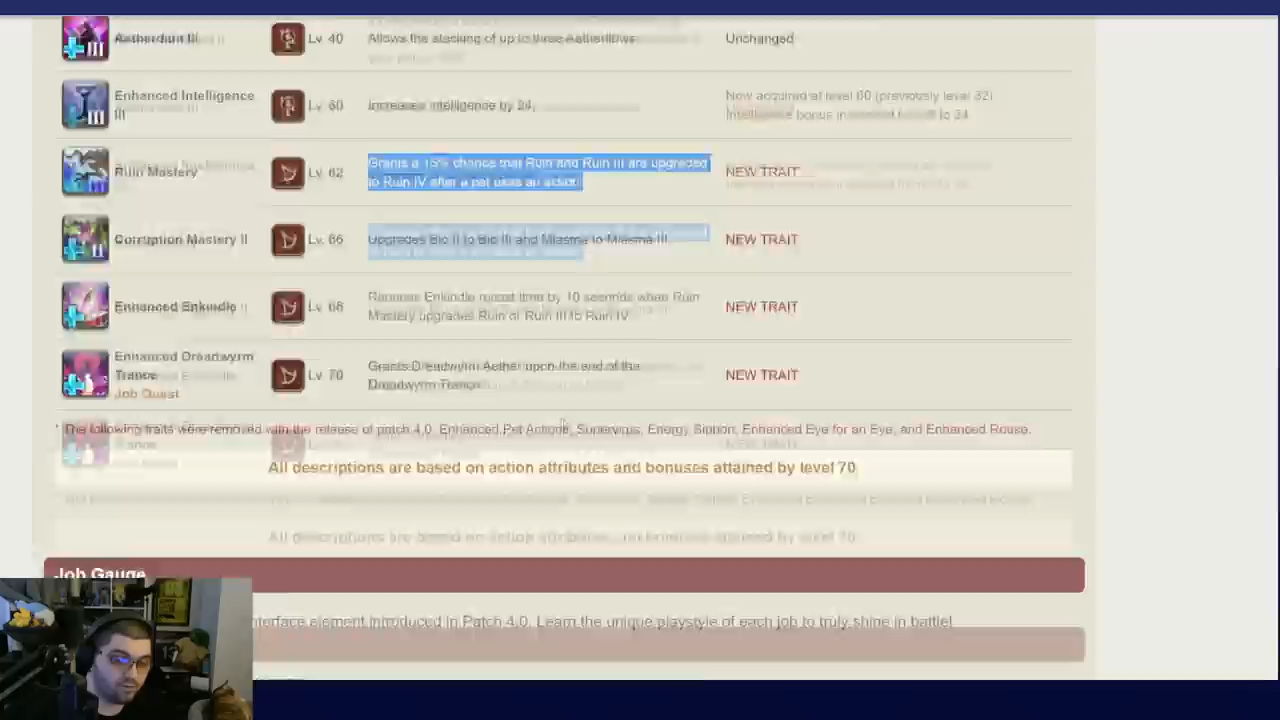 Aetherdam III
Lv. 40
Allows the stacking of up to three Aetherflows.
Unchanged
Enhanced Intelligence
III
Lv. 60
Increases intelligence by 24.
Now acquired at level 60 (previously level 32)
Intelligence bonus increased to 24
Ruin Mastery
Lv. 62
Grants a 15% chance that Ruin and Ruin III are upgraded
to Ruin IV after a pet uses an action.
NEW TRAIT
Corruption Mastery II
Lv. 66
Upgrades Bio II to Bio III and Miasma to Miasma III.
NEW TRAIT
Enhanced Enkindle
Lv. 68
Reduces Enkindle recast time by 10 seconds when Ruin
Mastery upgrades Ruin or Ruin III to Ruin IV.
NEW TRAIT
Enhanced Dreadwyrm
Trance
Job Quest
Lv. 70
Grants Dreadwyrm Aether upon the end of the
Dreadwyrm Trance.
NEW TRAIT
* The following traits were removed with the release of patch 4.0. Enhanced Pet Actions, Supervirus, Energy Siphon, Enhanced Eye for an Eye, and Enhanced Rouse.
All descriptions are based on action attributes and bonuses attained by level 70
Job Gauge
interface element introduced in Patch 4.0. Learn the unique playstyle of each job to truly shine in battle!